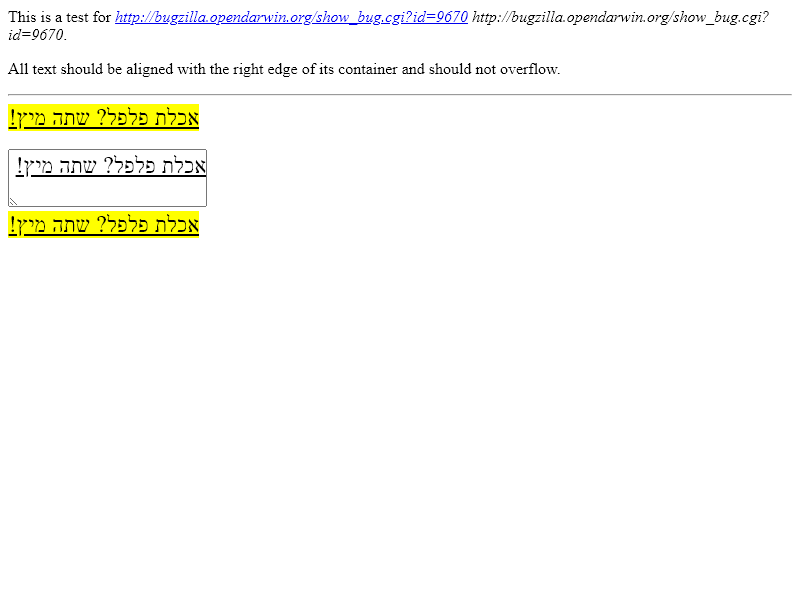 This is a test for http://bugzilla.opendarwin.org/show_bug.cgi?id=9670 http://bugzilla.opendarwin.org/show_bug.cgi?
id=9670.
All text should be aligned with the right edge of its container and should not overflow.
אכלת פלפל? שתה מיץ!
אכלת פלפל? שתה מיץ!
אכלת פלפל? שתה מיץ!